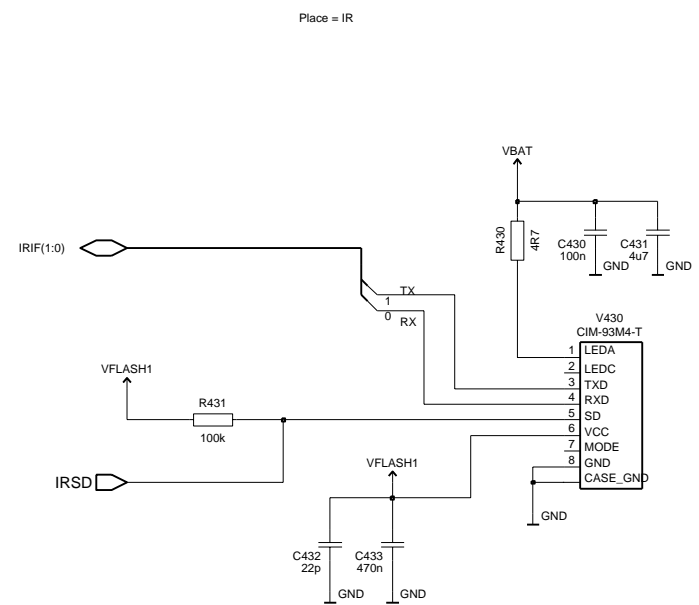 Place = IR
VBAT
R430
4R7
C430
100n
C431
4u7
GND
GND
IRIF(1:0)
TX
1
0
RX
V430
CIM-93M4-T
1 LEDA
2 LEDC
3 TXD
4 RXD
5 SD
6 VCC
7 MODE
8 GND
CASE_GND
VFLASH1
R431
100k
IRSD
VFLASH1
GND
C432
22p
C433
470n
GND
GND